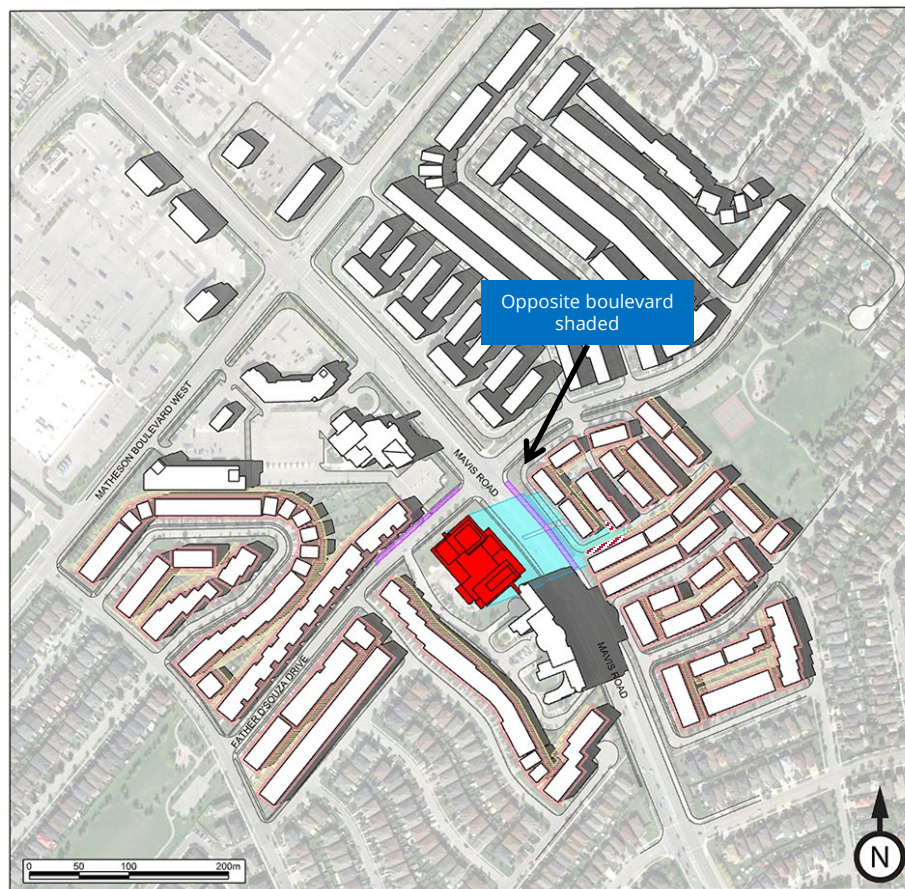 Opposite boulevard
shaded
MATHESON BOULEVARD WEST
MAVIS ROAD
FATHER D'SOUZA DRIVE
MAVIS ROAD
0 50 100 200m
N